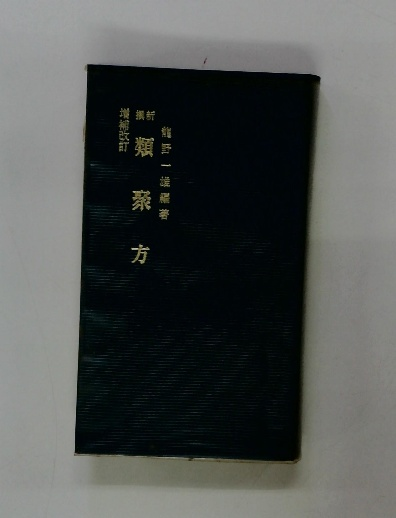 龍野一雄編著
新撰
類聚方
増補改訂